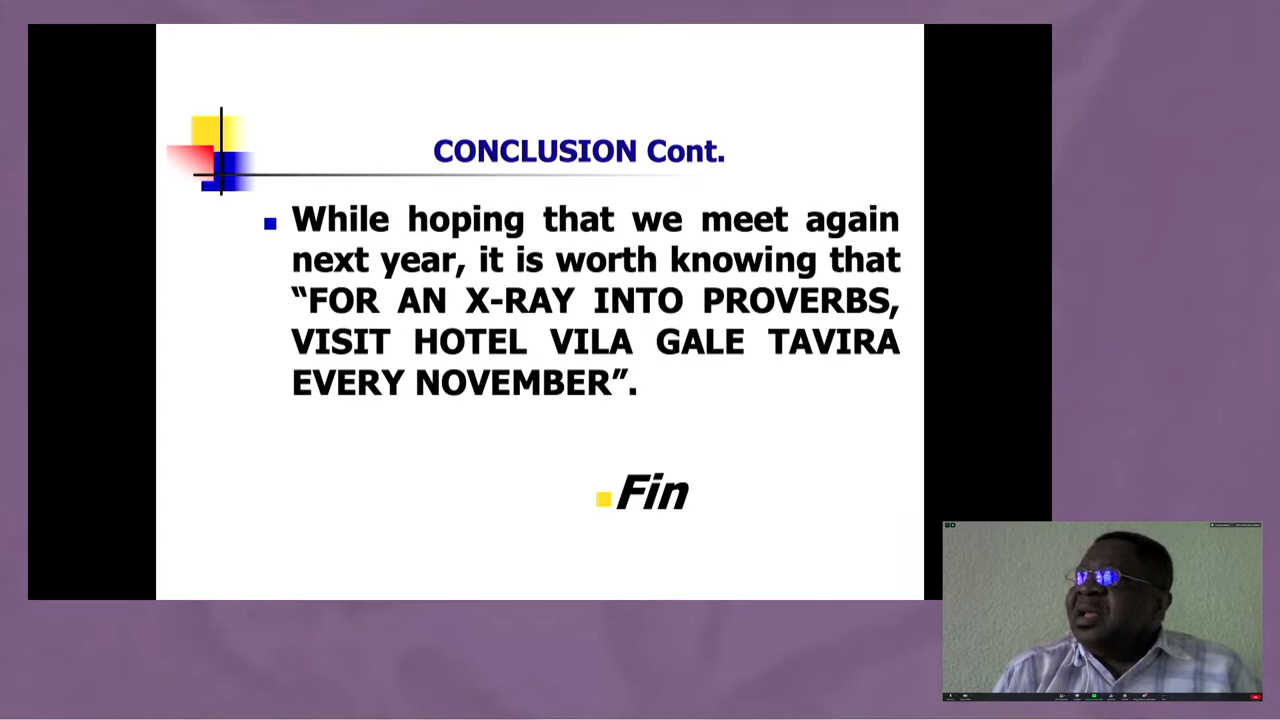 CONCLUSION Cont.
While hoping that we meet again
next year, it is worth knowing that
“FOR AN X-RAY INTO PROVERBS,
VISIT HOTEL VILA GALE TAVIRA
EVERY NOVEMBER”.
Fin